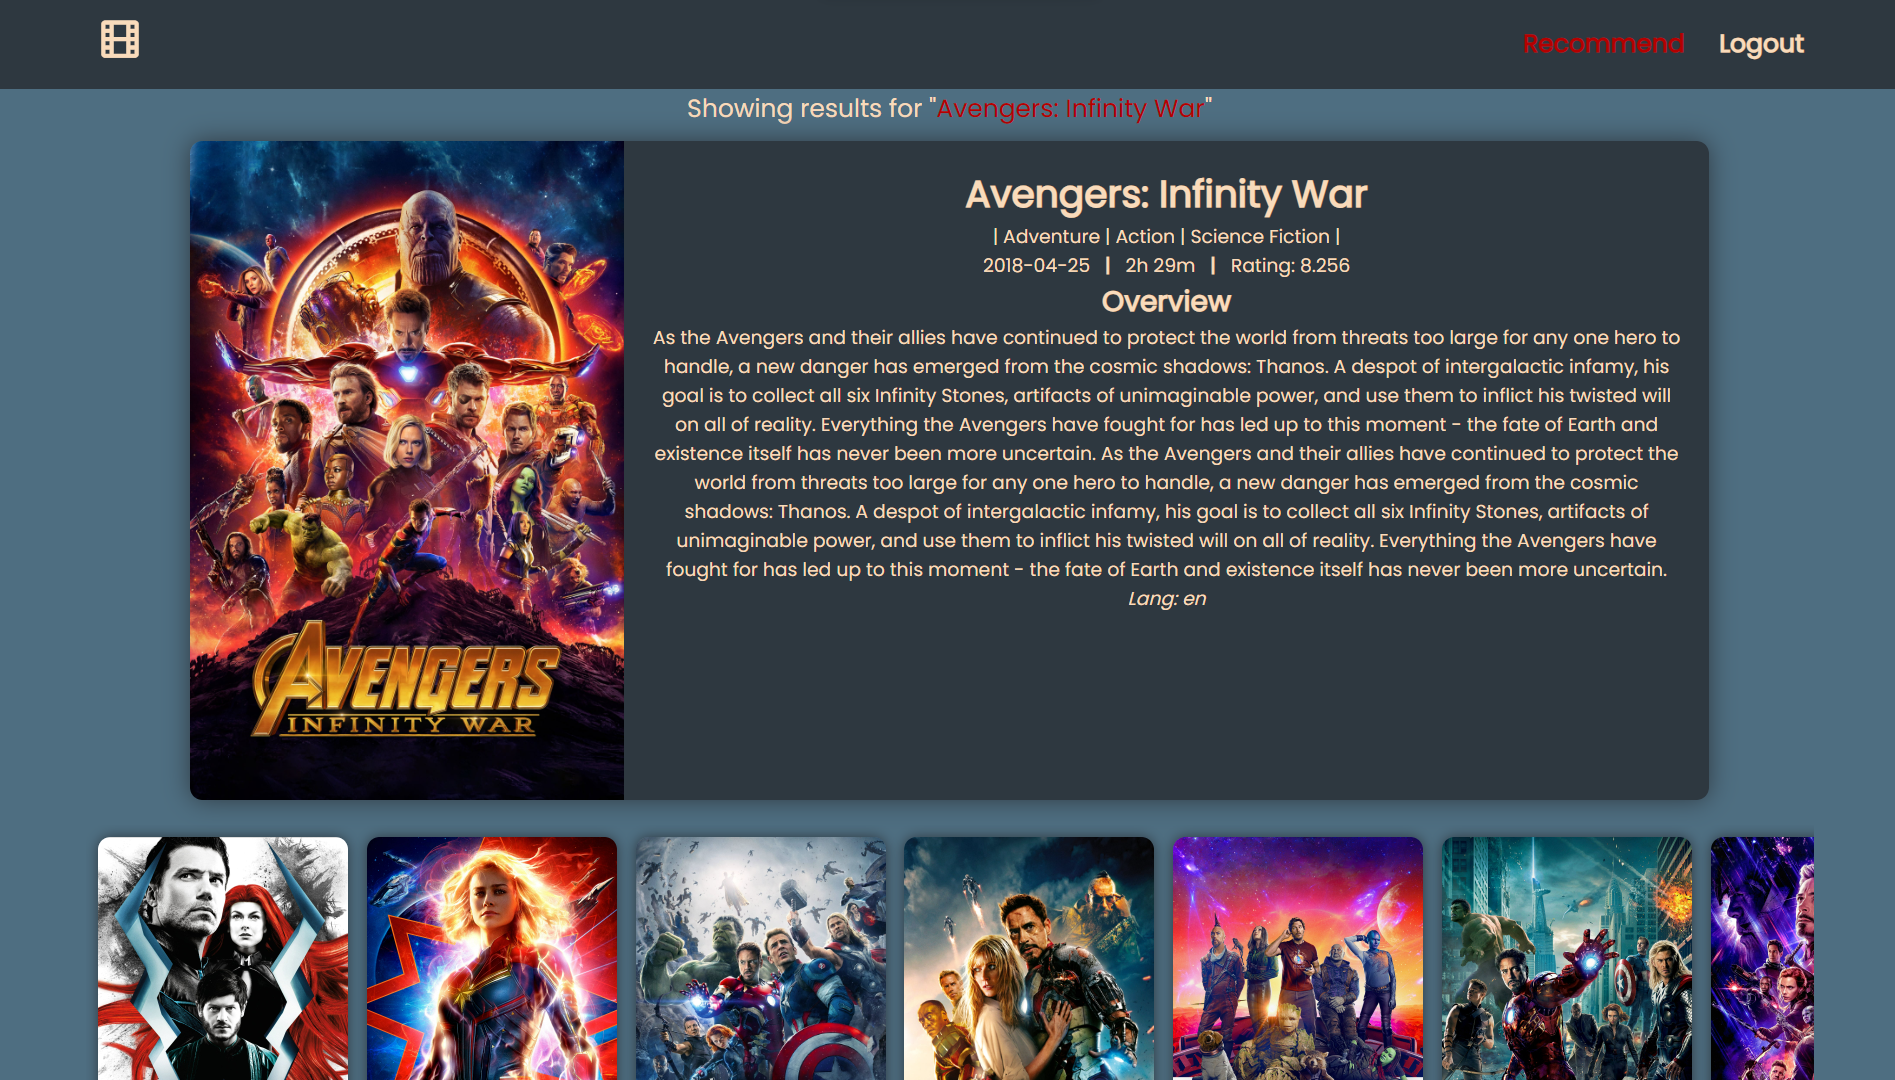 Recommend Logout
Showing results for "Avengers: Infinity War"
Avengers: Infinity War
| Adventure | Action | Science Fiction |
2018-04-25 | 2h 29m | Rating: 8.256
Overview
As the Avengers and their allies have continued to protect the world from threats too large for any one hero to
handle, a new danger has emerged from the cosmic shadows: Thanos. A despot of intergalactic infamy, his
goal is to collect all six Infinity Stones, artifacts of unimaginable power, and use them to inflict his twisted will
on all of reality. Everything the Avengers have fought for has led up to this moment - the fate of Earth and
existence itself has never been more uncertain. As the Avengers and their allies have continued to protect the
world from threats too large for any one hero to handle, a new danger has emerged from the cosmic
shadows: Thanos. A despot of intergalactic infamy, his goal is to collect all six Infinity Stones, artifacts of
unimaginable power, and use them to inflict his twisted will on all of reality. Everything the Avengers have
fought for has led up to this moment - the fate of Earth and existence itself has never been more uncertain.
Lang: en
AVENGERS
INFINITY WAR